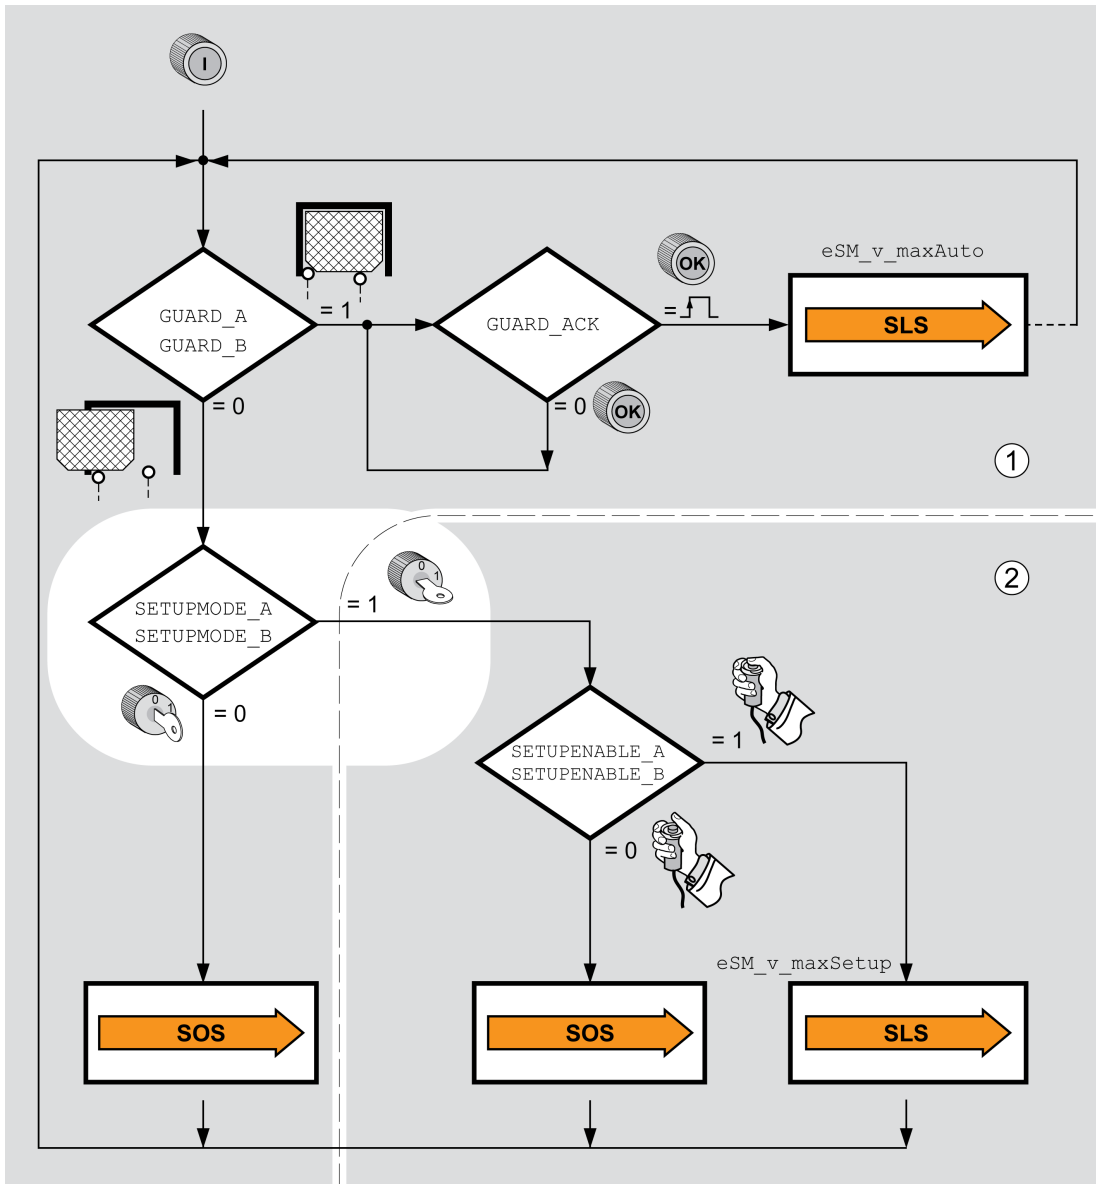 I
eSM_v_maxAuto
OK
GUARD_A
GUARD_B
= 1
GUARD_ACK
=
SLS
= 0
= 0
OK
1
2
0
1
= 1
SETUPMODE_A
SETUPMODE_B
0
1
= 0
= 1
SETUPENABLE_A
SETUPENABLE_B
= 0
eSM_v_maxSetup
SOS
SOS
SLS